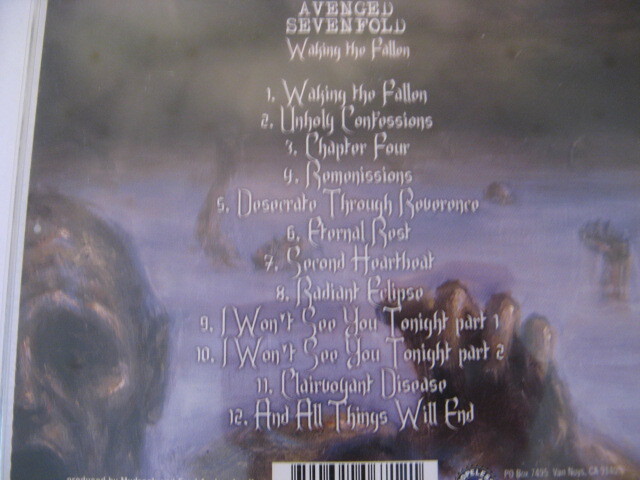 AVENGED
SEVENFOLD
Waking the Fallen
1. Waking the Fallen
2. Unholy Confessions
3. Chapter Four
4. Remenissions
5. Desecrate Through Reverence
6. Eternal Rest
7. Second Heartbeat
8. Radiant Eclipse
9. I Won't See You Tonight part 1
10. I Won't See You Tonight part 2
11. Clairvoyant Disease
12. And All Things Will End
produced by
PO Box 7495 Van Nuys, CA 91409